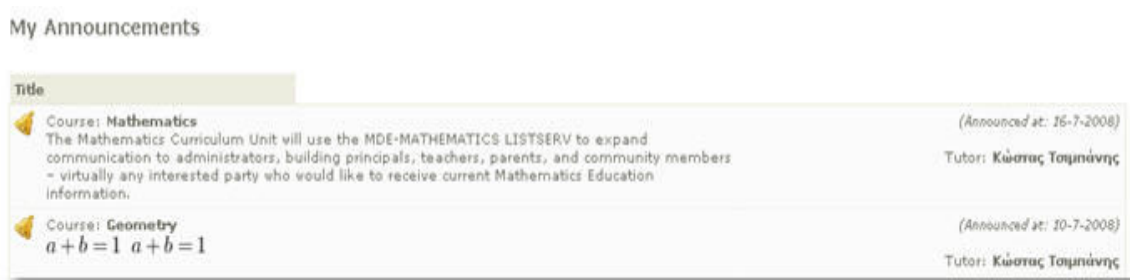 My Announcements
Title
Course: Mathematics
(Announced at: 16-7-2008)
The Mathematics Curriculum Unit will use the MDE-MATHEMATICS LISTSERV to expand
communication to administrators, building principals, teachers, parents, and community members
Tutor: Κώστας Τσιμπάνης
– virtually any interested party who would like to receive current Mathematics Education
information.
Course: Geometry
(Announced at: 10-7-2008)
a + b = 1 a + b = 1
Tutor: Κώστας Τσιμπάνης